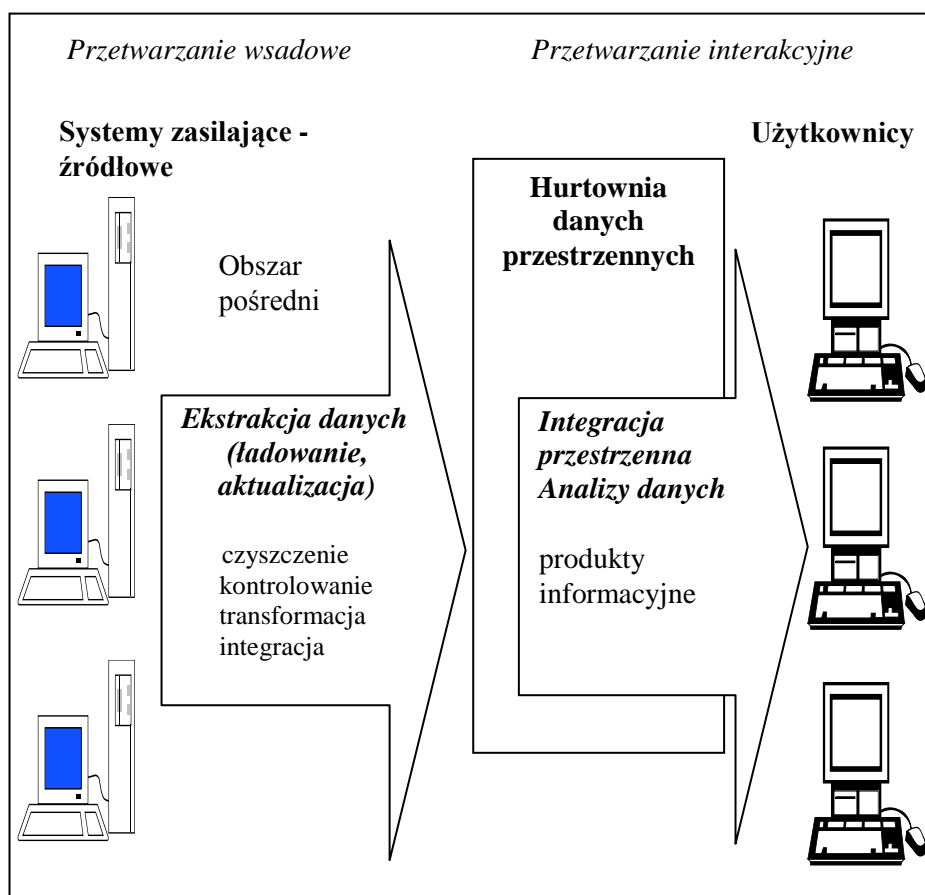 Przetwarzanie wsadowe
Przetwarzanie interakcyjne
Systemy zasilające -
źródłowe
Użytkownicy
Hurtownia
danych
przestrzennych
Obszar
pośredni
Ekstrakcja danych
(ładowanie,
aktualizacja)
czyszczenie
kontrolowanie
transformacja
integracja
Integracja
przestrzenna
Analizy danych
produkty
informacyjne